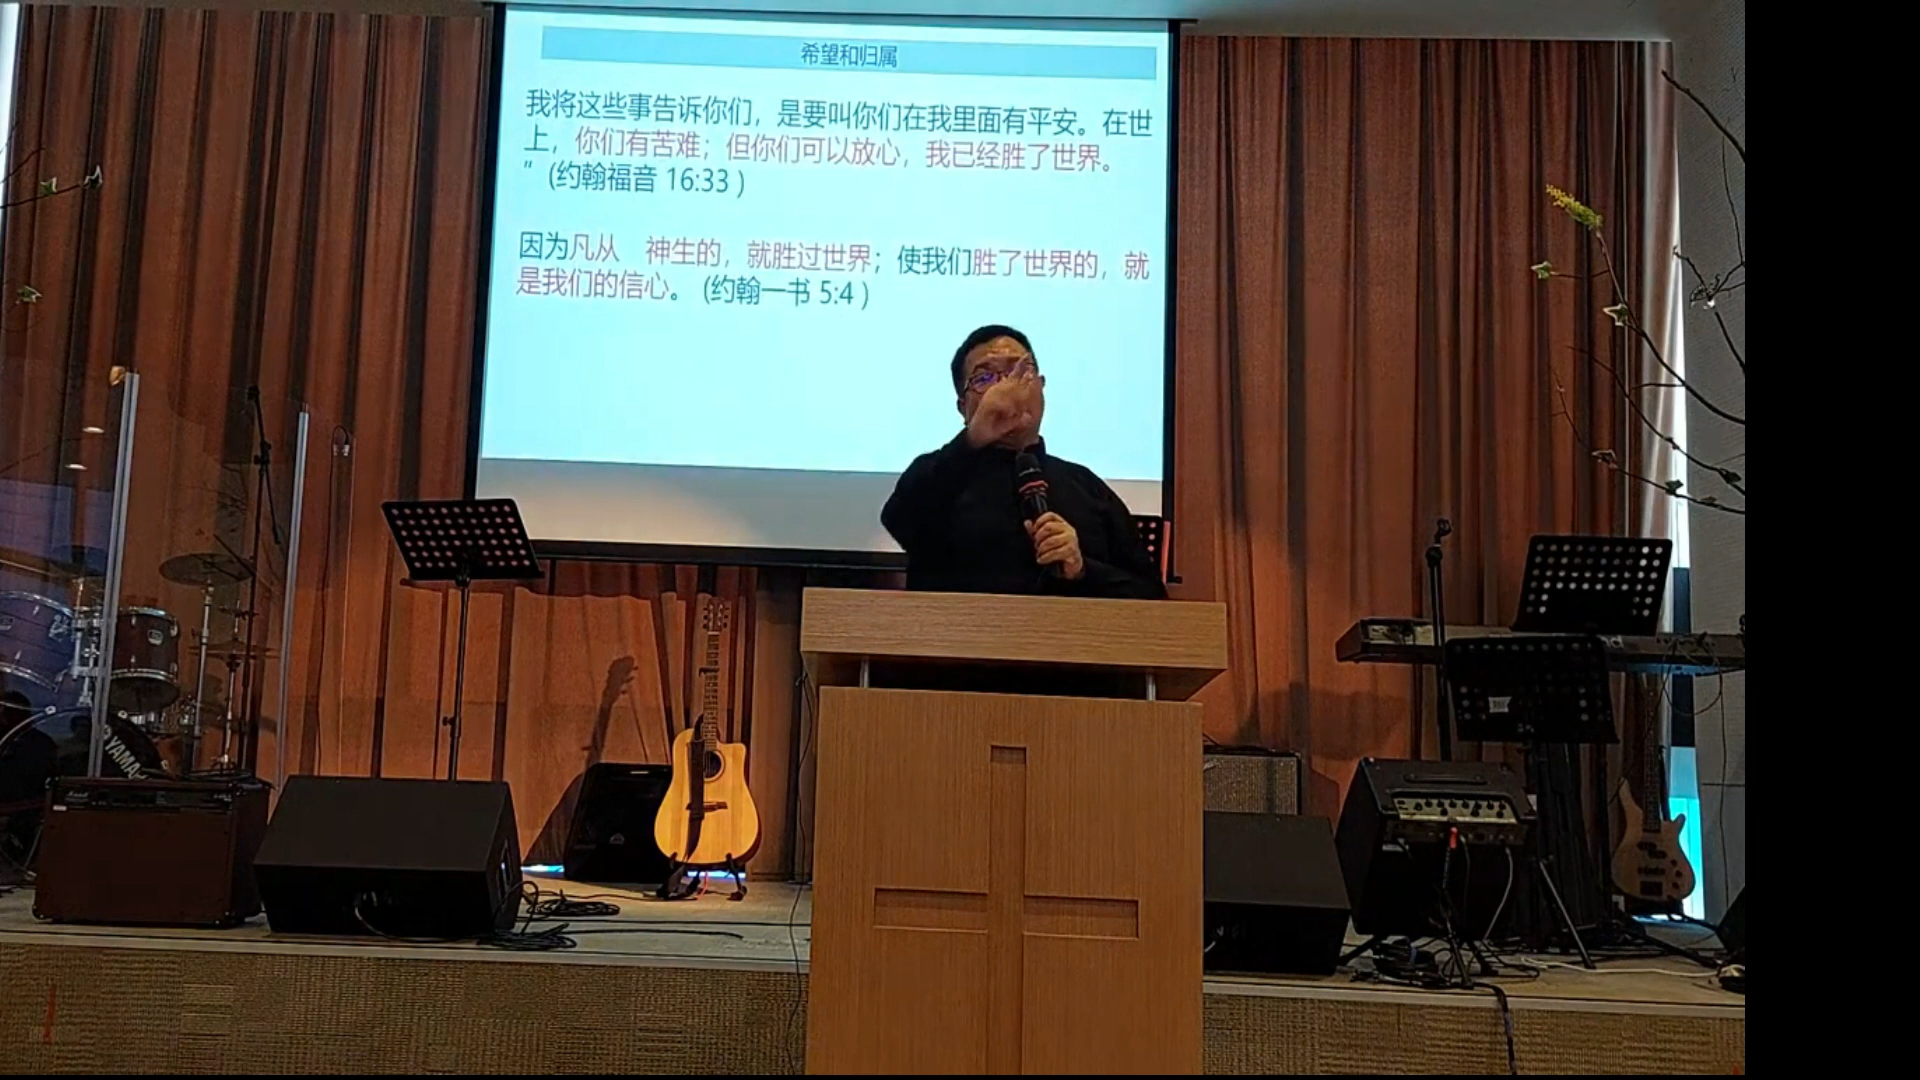 希望和归属
我将这些事告诉你们，是要叫你们在我里面有平安。在世
上，你们有苦难；但你们可以放心，我已经胜了世界。
”(约翰福音 16:33 )
因为凡从　神生的，就胜过世界；使我们胜了世界的，就
是我们的信心。 (约翰一书 5:4 )
YAMA